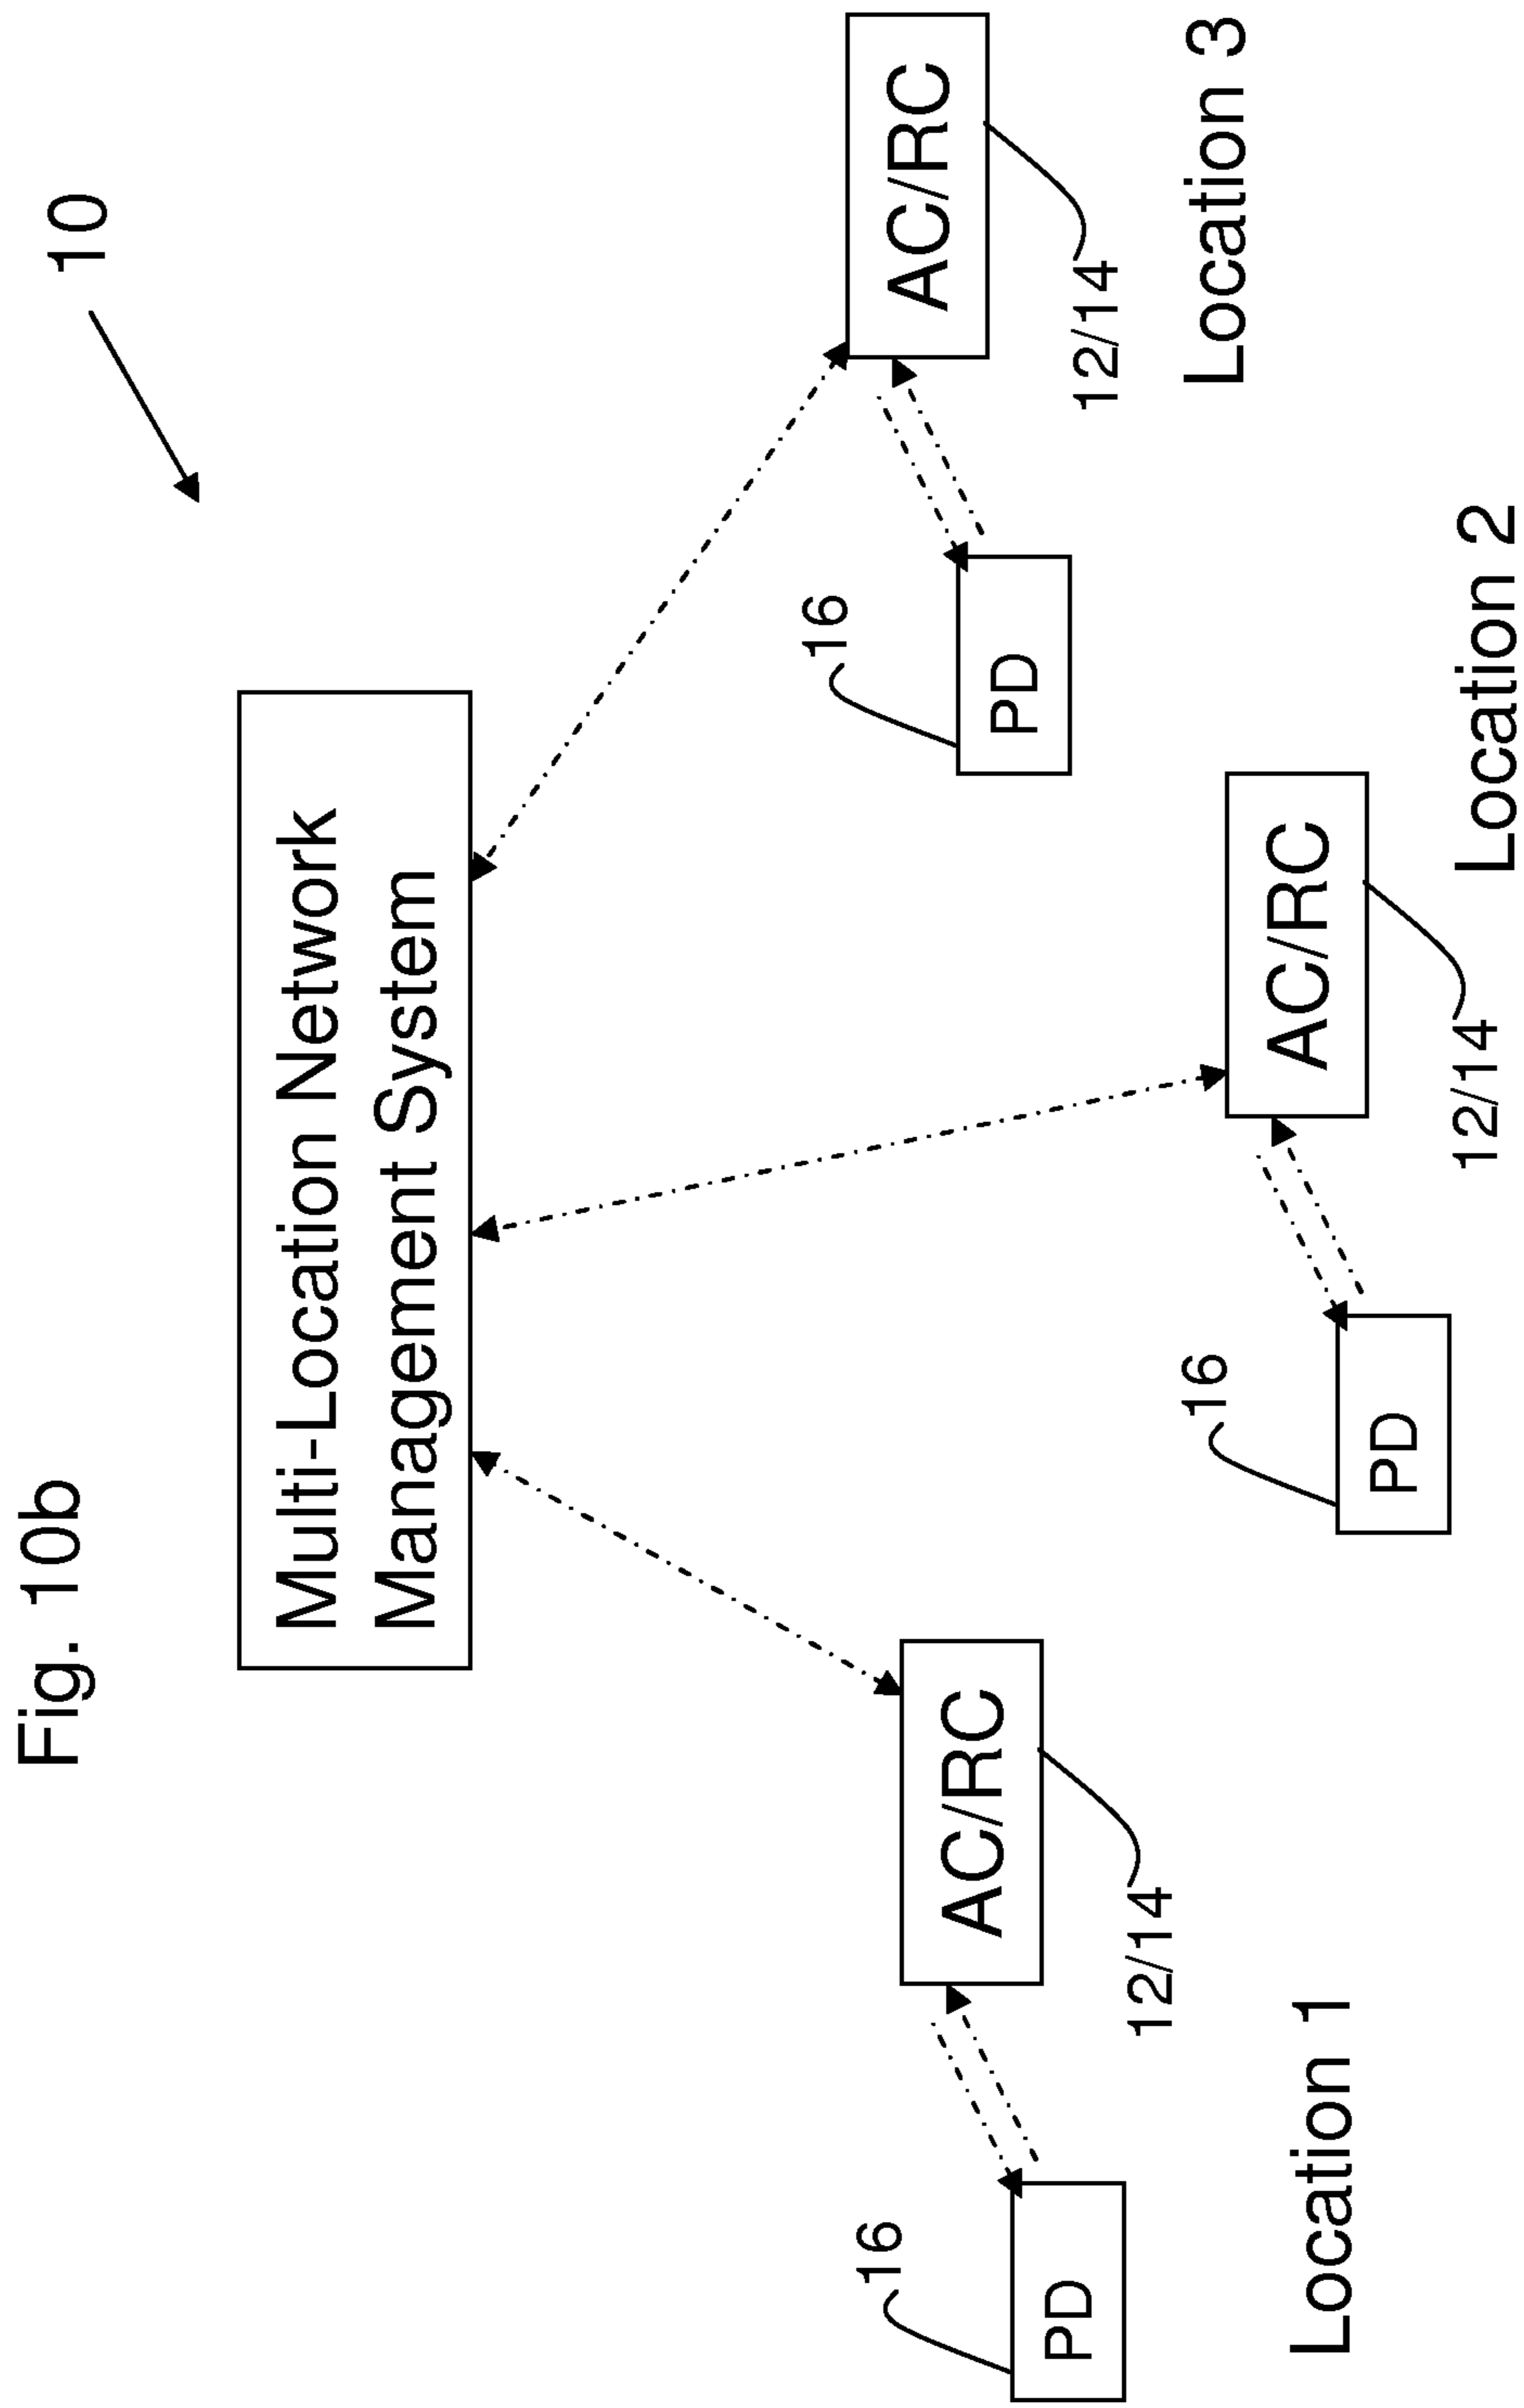 Fig. 10b
10
Multi-Location Network
Management System
16
PD
AC/RC
12/14
Location 1
16
PD
AC/RC
12/14
Location 2
16
PD
AC/RC
12/14
Location 3